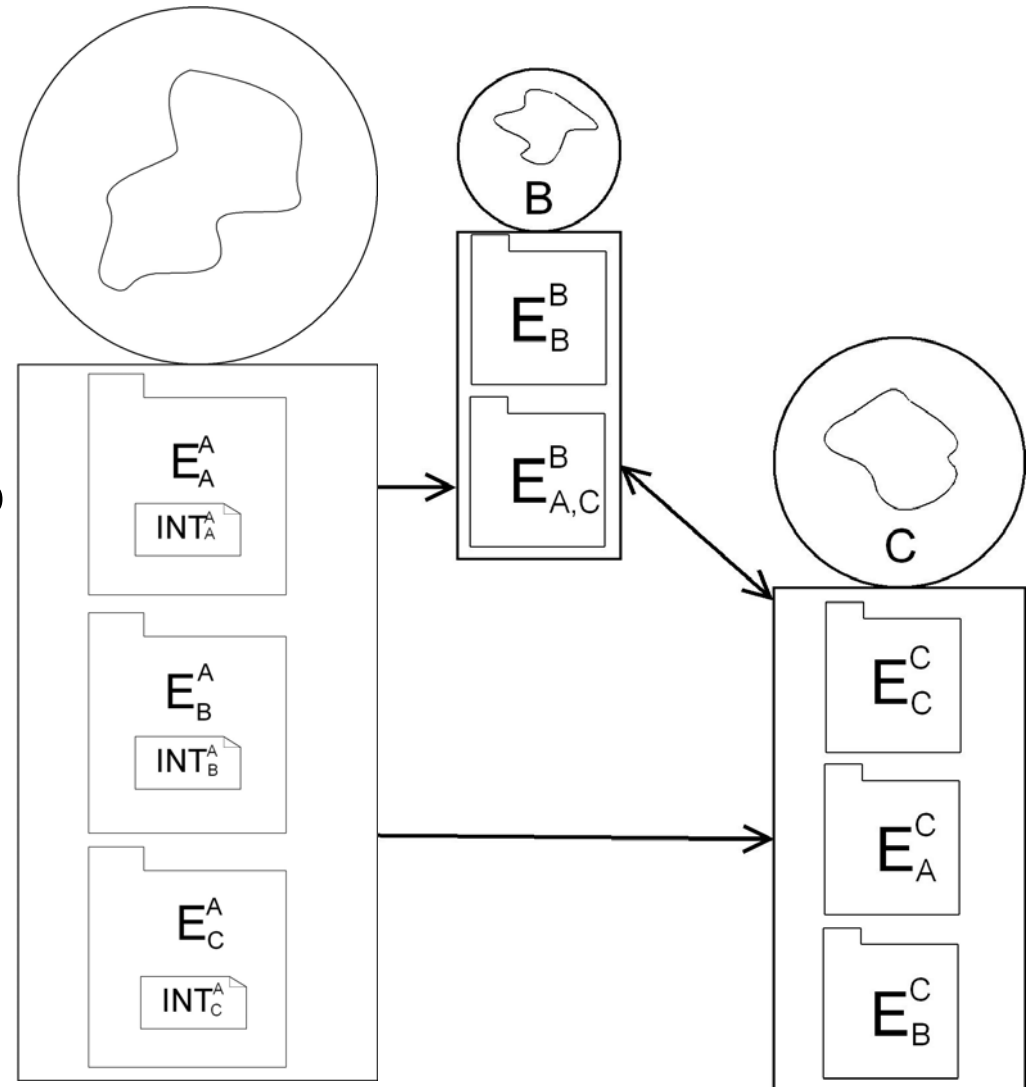 E^A_A
INT^A_A
E^A_B
INT^A_B
E^A_C
INT^A_C
B
E^B_B
E^B_A,C
C
E^C_C
E^C_A
E^C_B
)